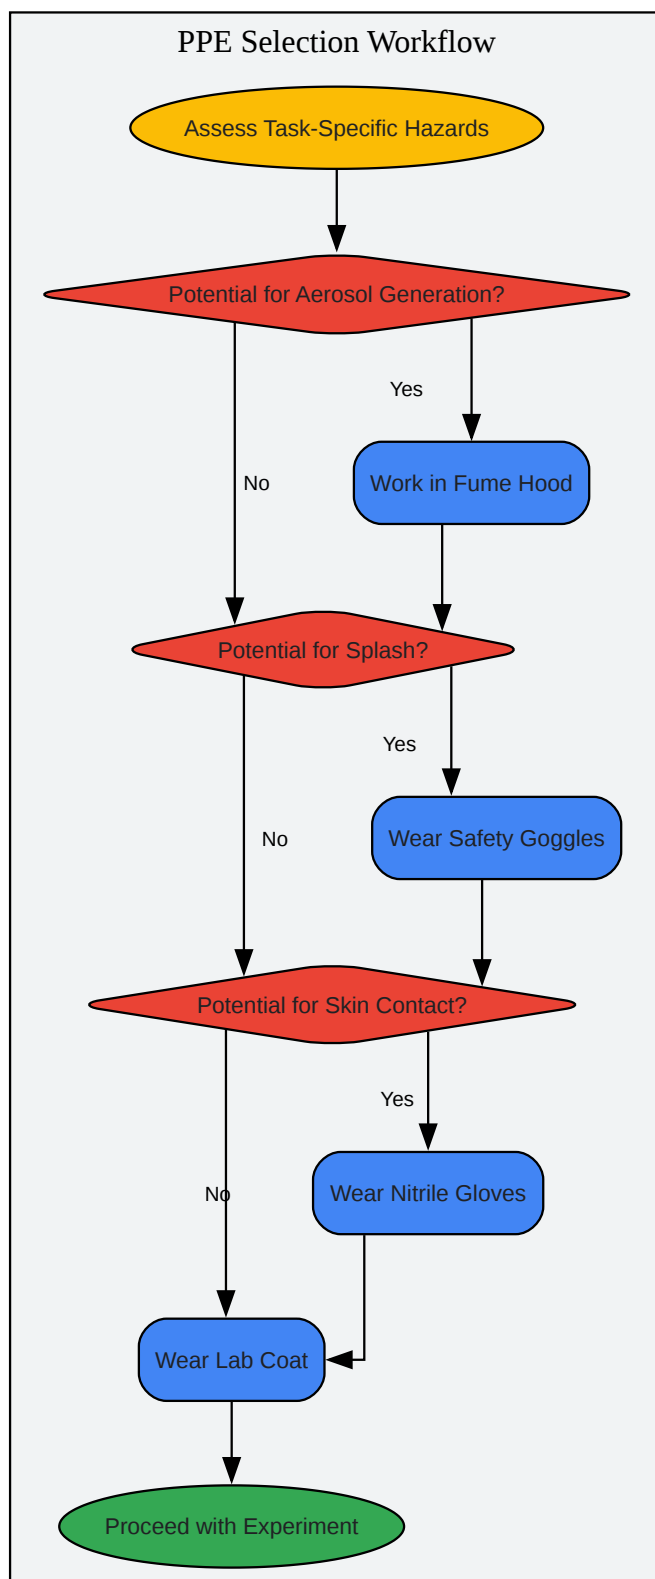 PPE Selection Workflow
Assess Task-Specific Hazards
Potential for Aerosol Generation?
Yes
Work in Fume Hood
No
Potential for Splash?
Yes
Wear Safety Goggles
No
Potential for Skin Contact?
Yes
Wear Nitrile Gloves
No
Wear Lab Coat
Proceed with Experiment